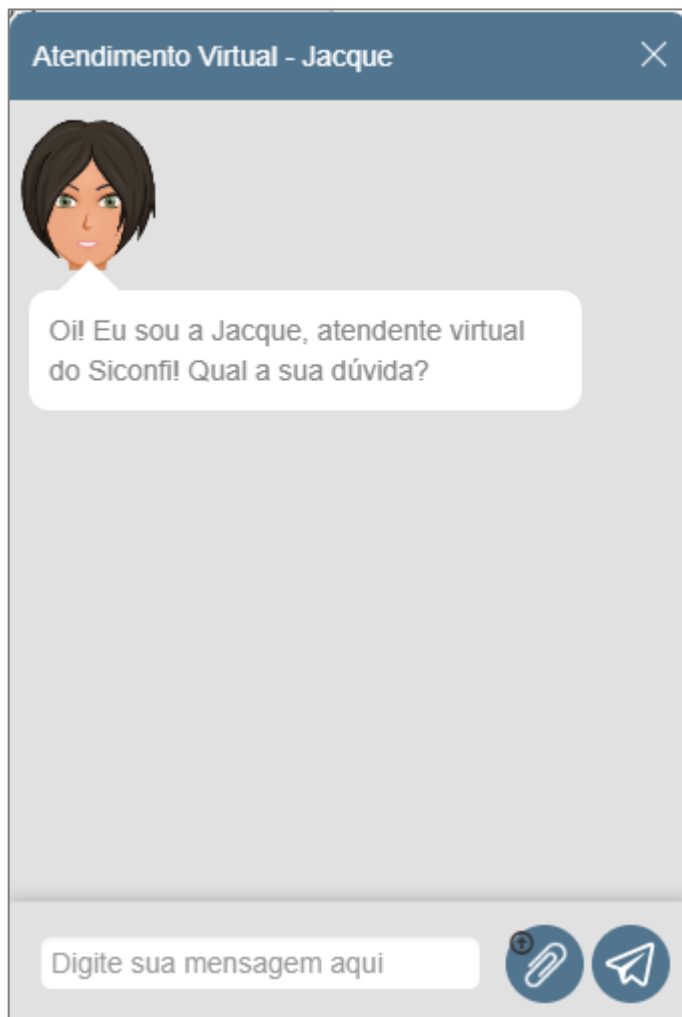 Atendimento Virtual - Jacque
Oi! Eu sou a Jacque, atendente virtual
do Siconfi! Qual a sua dúvida?
Digite sua mensagem aqui